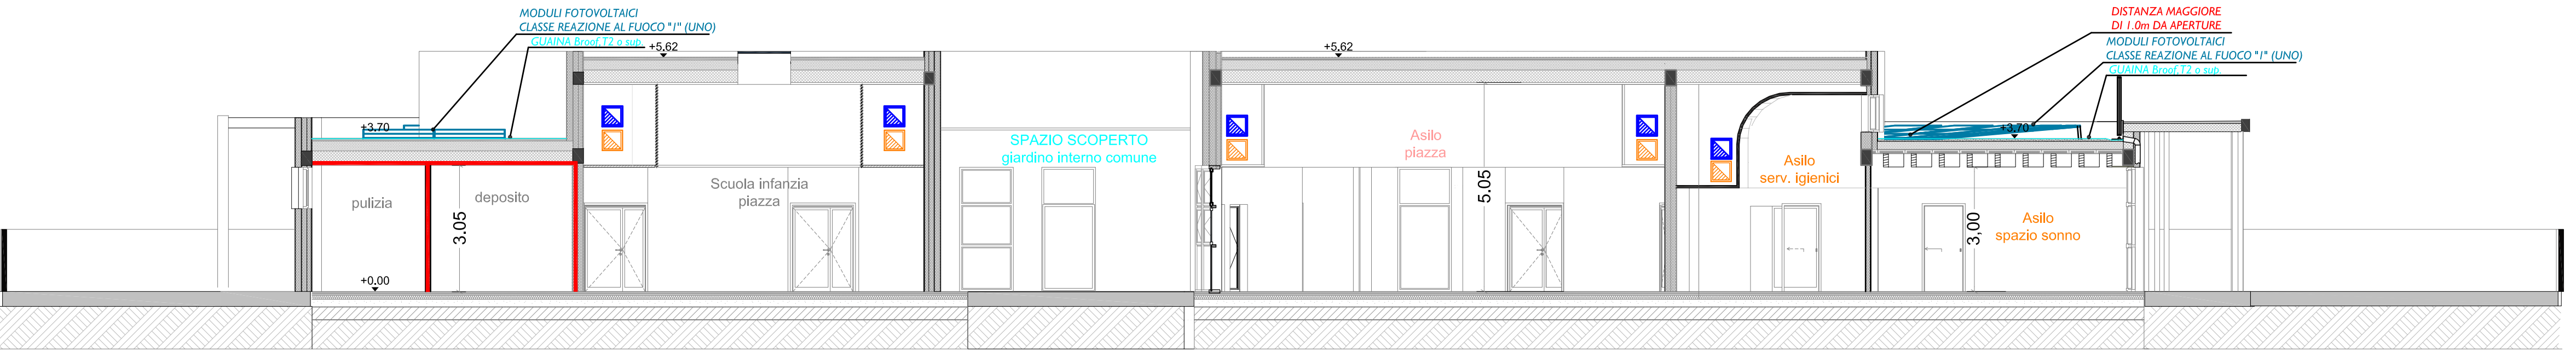 MODULI FOTOVOLTAICI
CLASSE REAZIONE AL FUOCO "1" (UNO)
GUAINA Broof,T2 o sup.
+5.62
+3.70
pulizia
deposito
3.05
+0.00
Scuola infanzia
piazza
SPAZIO SCOPERTO
giardino interno comune
+5.62
Asilo
piazza
5.05
Asilo
serv. igienici
DISTANZA MAGGIORE
DI 1.0m DA APERTURE
MODULI FOTOVOLTAICI
CLASSE REAZIONE AL FUOCO "1" (UNO)
GUAINA Broof,T2 o sup.
+3.70
3,00
Asilo
spazio sonno